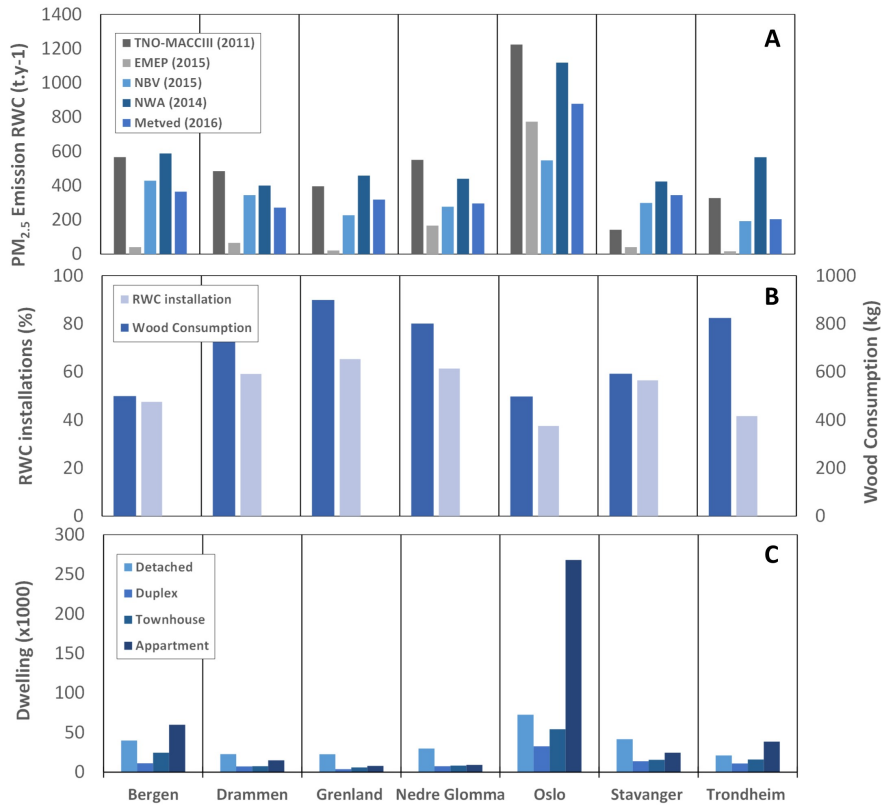 PM2.5 Emission RWC (t.y-1)
1400
1200
1000
800
600
400
200
0
TNO-MACCIII (2011)
EMEP (2015)
NBV (2015)
NWA (2014)
Metved (2016)
A
RWC installations (%)
100
80
60
40
20
0
RWC installation
Wood Consumption
B
1000
800
600
400
200
0
Wood Consumption (kg)
Dwelling (x1000)
300
250
200
150
100
50
0
Detached
Duplex
Townhouse
Appartment
C
Bergen Drammen Grenland Nedre Glomma Oslo Stavanger Trondheim